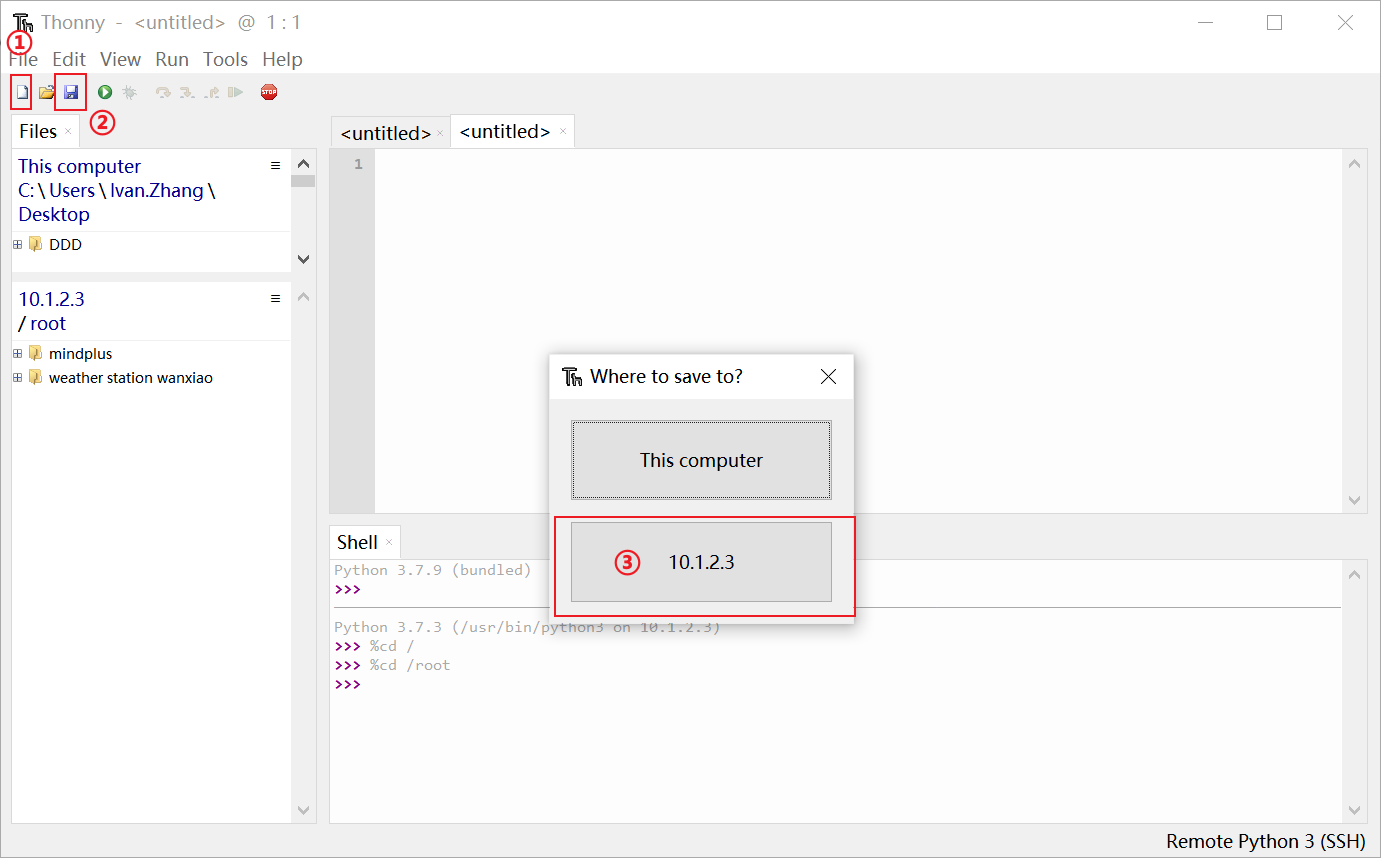 Thonny - <untitled> @ 1 : 1
①
File Edit View Run Tools Help
STOP
②
Files ×
<untitled> × <untitled> ×
This computer
C: \ Users \ Ivan.Zhang \
Desktop
DDD
10.1.2.3
/ root
mindplus
weather station wanxiao
1
Where to save to?
This computer
③ 10.1.2.3
Shell ×
Python 3.7.9 (bundled)
>>>
Python 3.7.3 (/usr/bin/python3 on 10.1.2.3)
>>> %cd /
>>> %cd /root
>>>
Remote Python 3 (SSH)